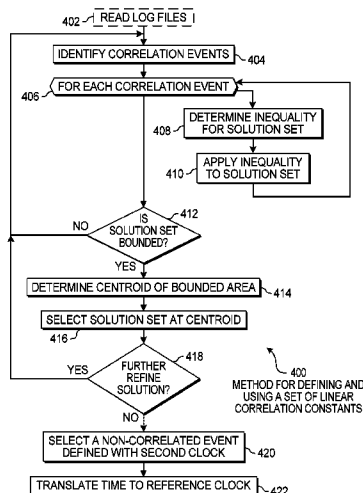 402
READ LOG FILES
IDENTIFY CORRELATION EVENTS
404
FOR EACH CORRELATION EVENT
406
DETERMINE INEQUALITY
FOR SOLUTION SET
408
APPLY INEQUALITY
TO SOLUTION SET
410
IS
SOLUTION SET
BOUNDED?
412
NO
YES
DETERMINE CENTROID OF BOUNDED AREA
414
SELECT SOLUTION SET AT CENTROID
416
FURTHER
REFINE
SOLUTION?
418
YES
NO
400
METHOD FOR DEFINING AND
USING A SET OF LINEAR
CORRELATION CONSTANTS
SELECT A NON-CORRELATED EVENT
DEFINED WITH SECOND CLOCK
420
TRANSLATE TIME TO REFERENCE CLOCK
422